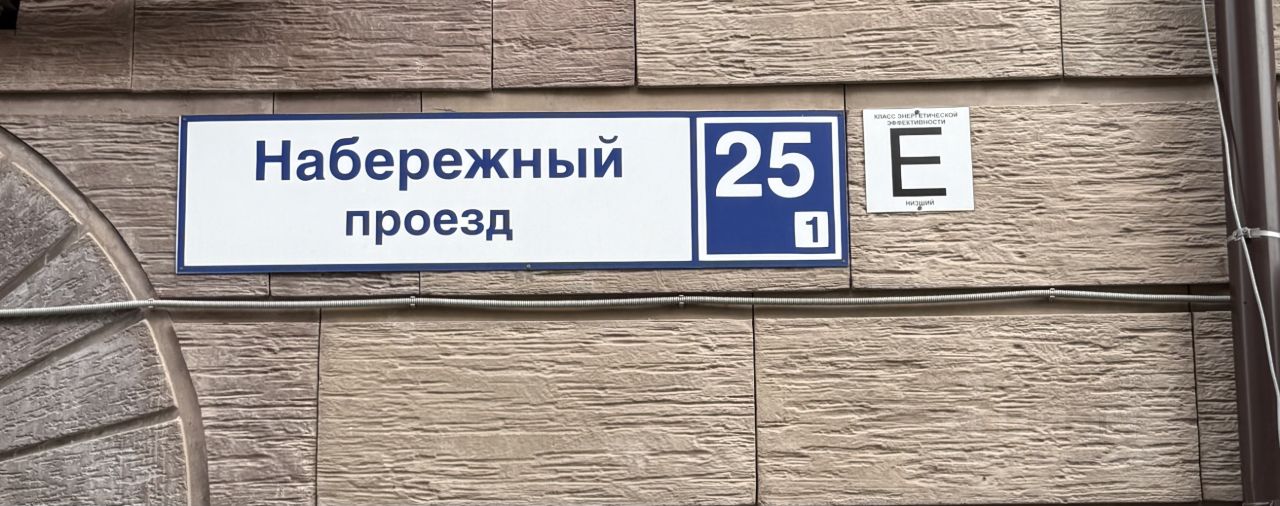 Набережный
проезд
25
1
КЛАСС ЭНЕРГЕТИЧЕСКОЙ
ЭФФЕКТИВНОСТИ
E
НИЗШИЙ